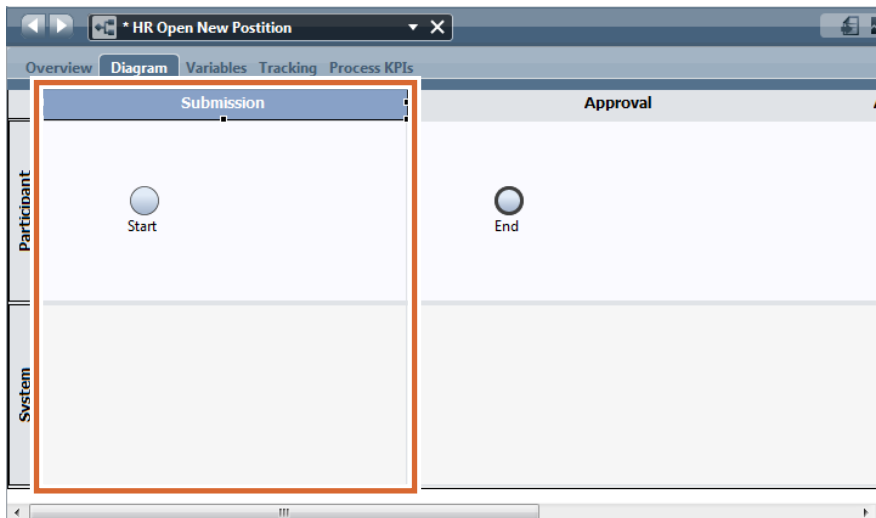 * HR Open New Postition
Overview Diagram Variables Tracking Process KPIs
Submission Approval
Participant
Start End
System